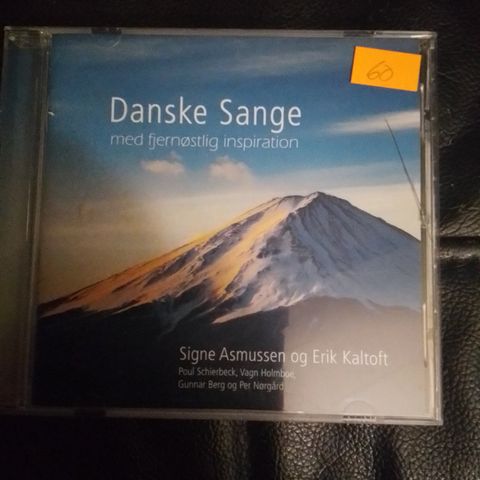 60
Danske Sange
med fjernøstlig inspiration
Signe Asmussen og Erik Kaltoft
Poul Schierbeck, Vagn Holmboe,
Gunnar Berg og Per Nørgård